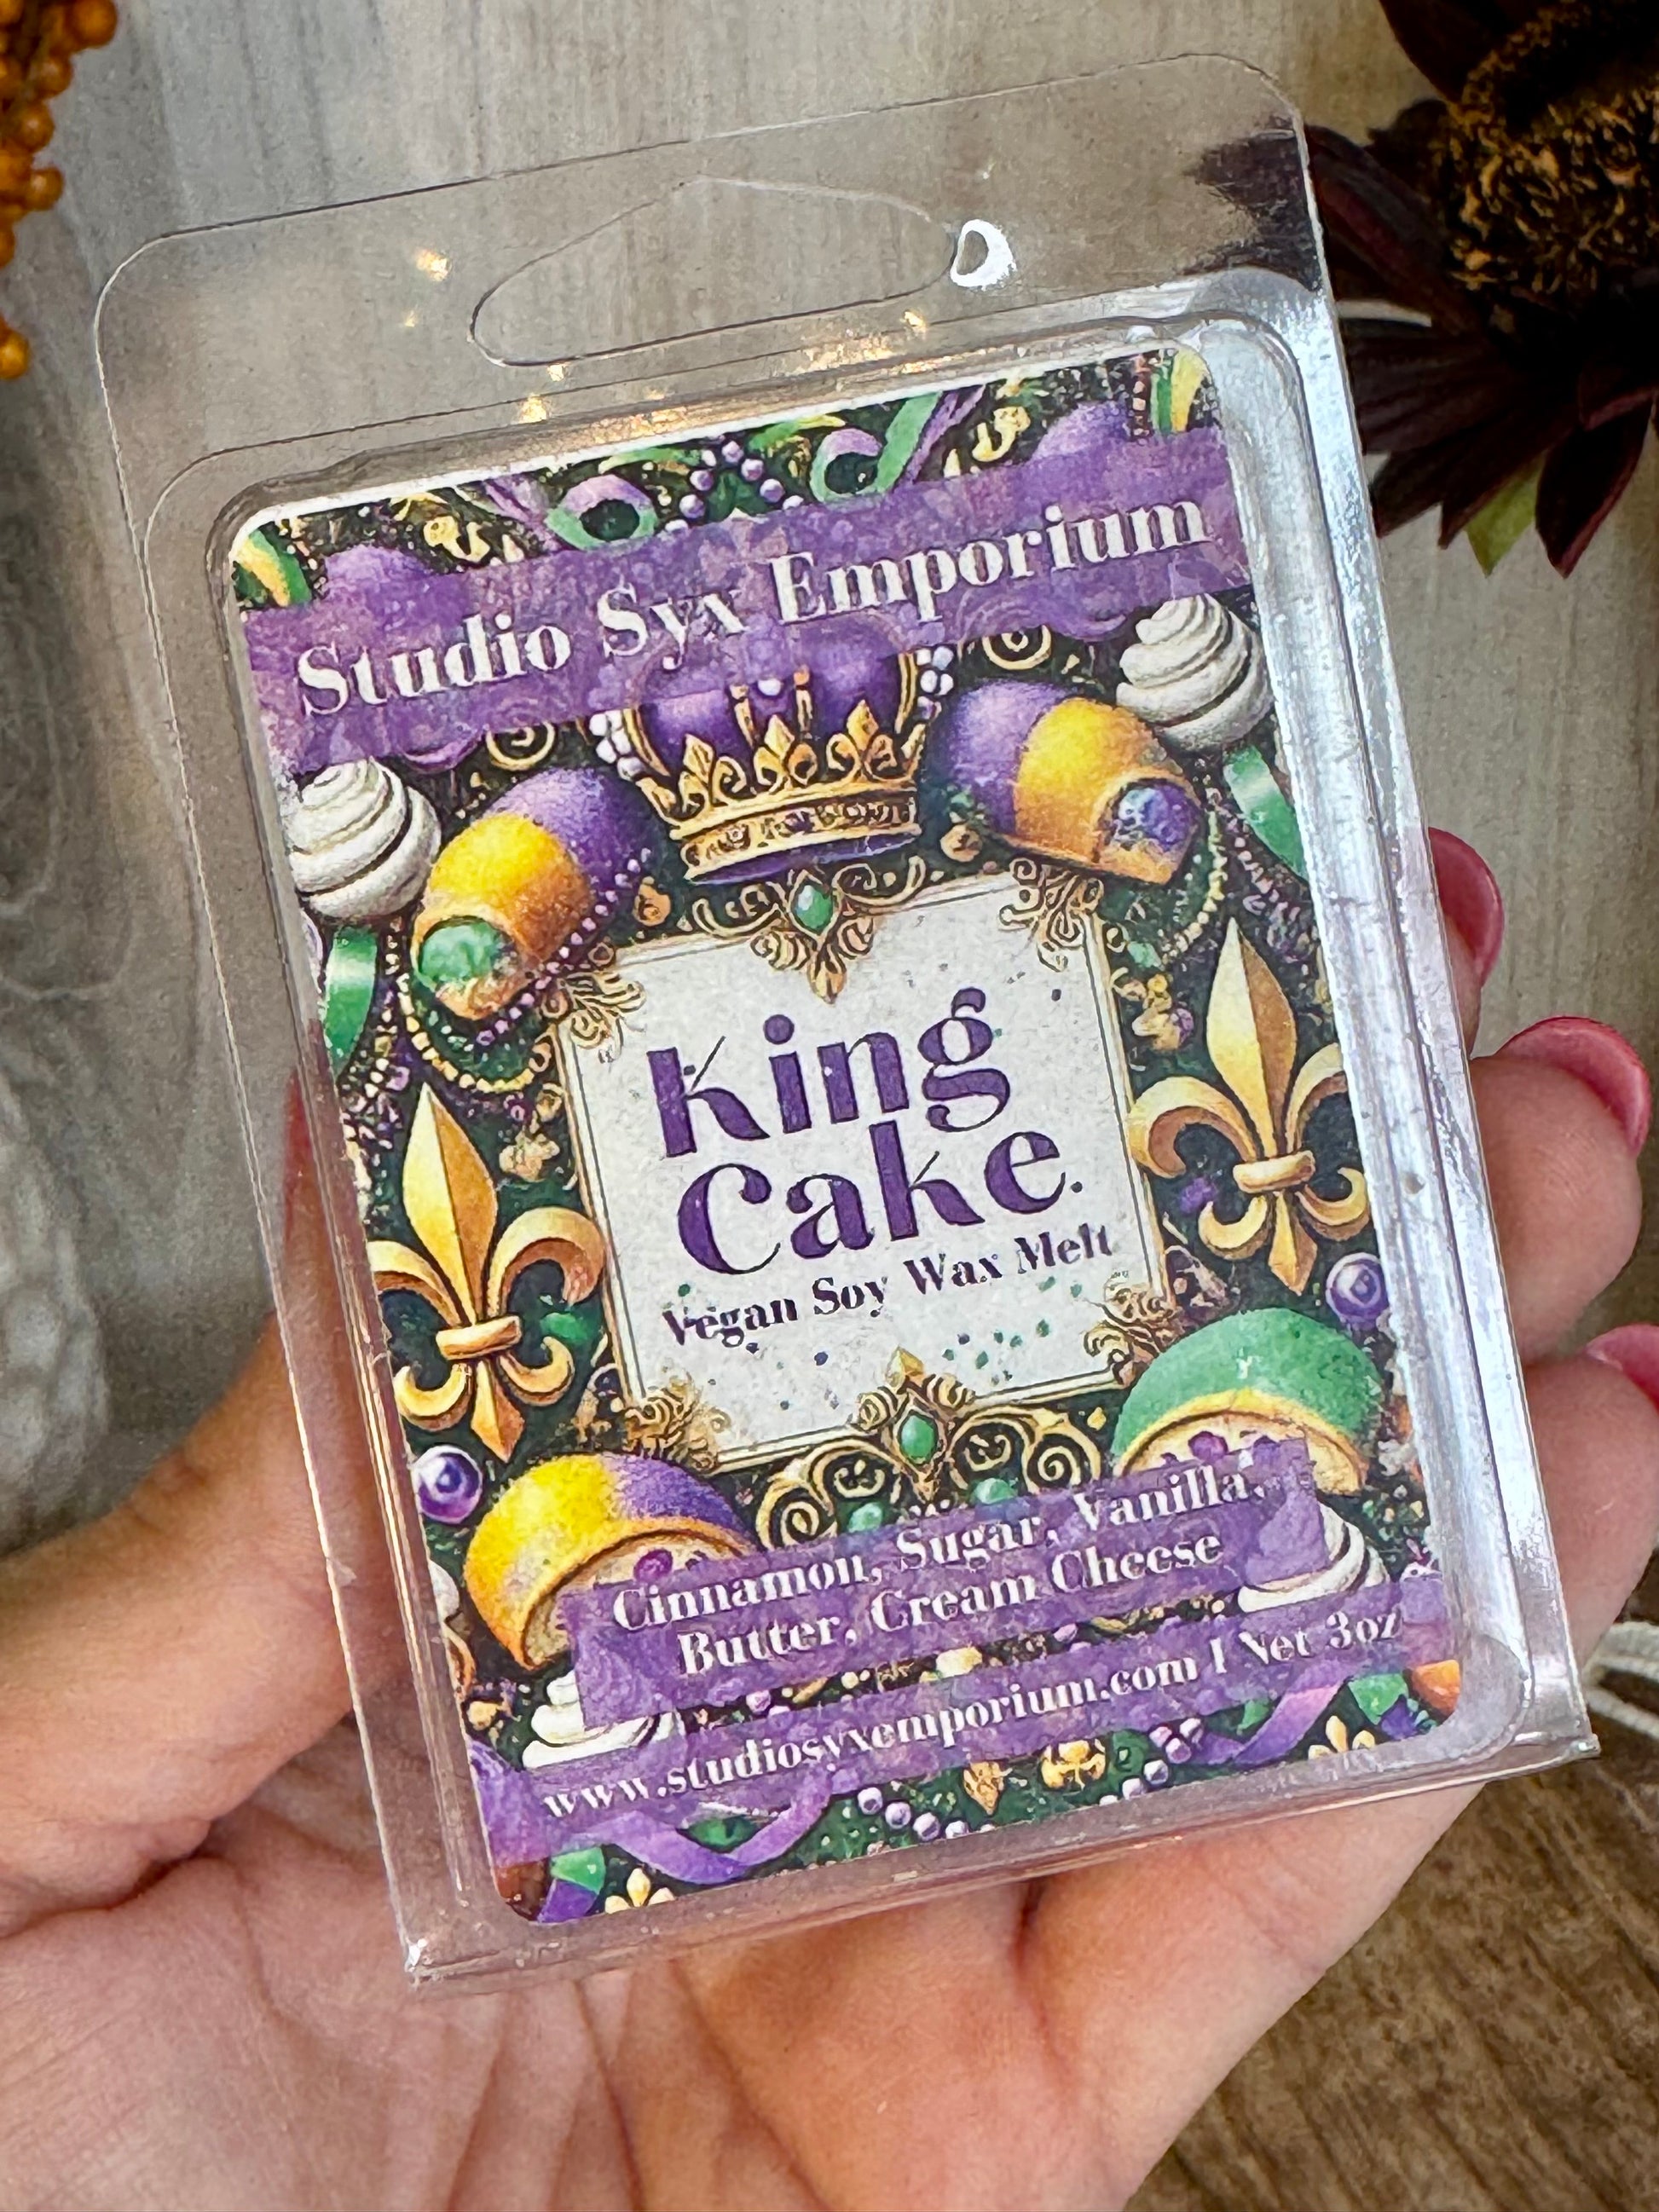 Studio Syx Emporium
King
Cake
Vegan Soy Wax Melt
Cinnamon, Sugar, Vanilla,
Butter, Cream Cheese
www.studiosyxemporium.com | Net 3oz